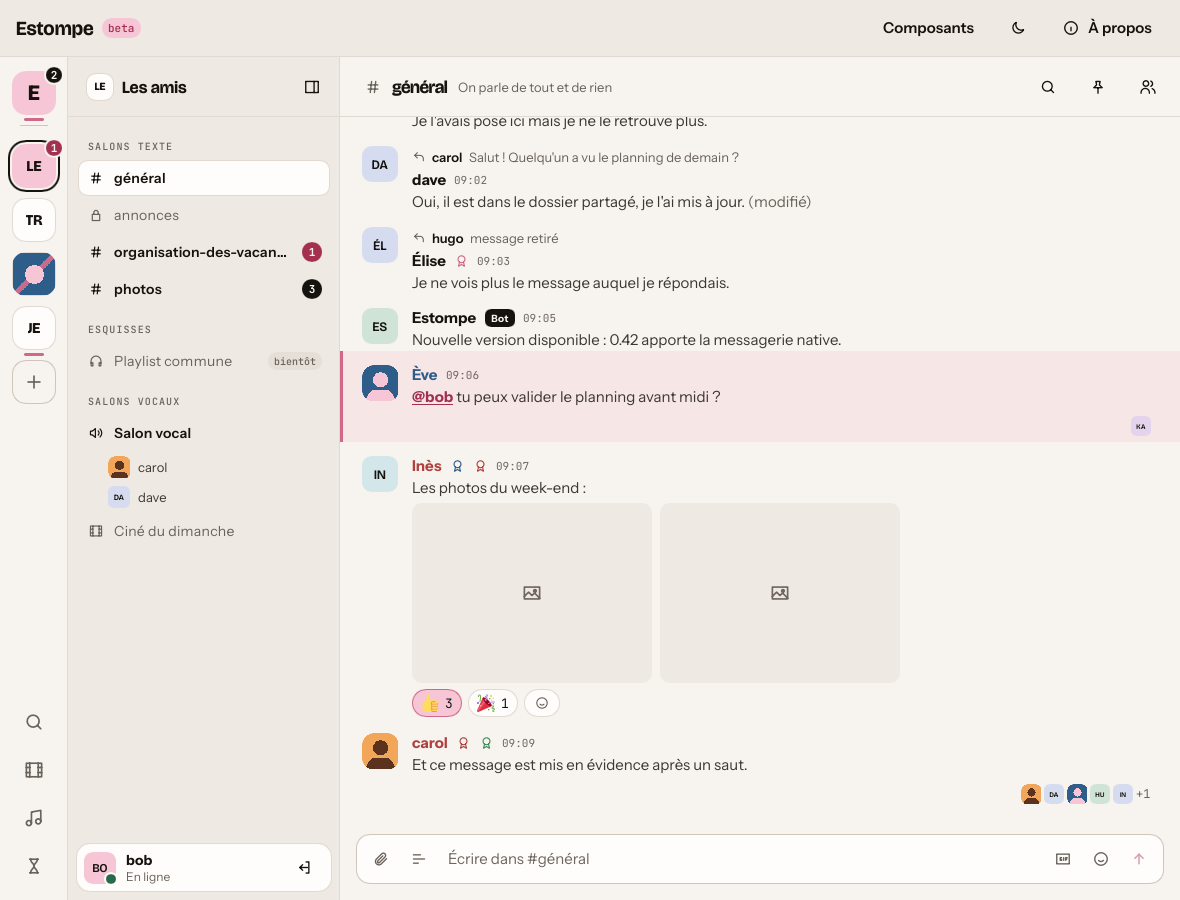 Estompe beta
Composants
À propos
E 2
LE Les amis
# général On parle de tout et de rien
LE 1
TR
JE
SALONS TEXTE
# général
annonces
# organisation-des-vacan... 1
# photos 3
ESQUISSES
Playlist commune bientôt
SALONS VOCAUX
Salon vocal
carol
DA dave
Ciné du dimanche
BO bob
En ligne
Je l'avais posé ici mais je ne le retrouve plus.
carol Salut ! Quelqu'un a vu le planning de demain ?
DA dave 09:02
Oui, il est dans le dossier partagé, je l'ai mis à jour. (modifié)
hugo message retiré
ÉL Élise 09:03
Je ne vois plus le message auquel je répondais.
ES Estompe Bot 09:05
Nouvelle version disponible : 0.42 apporte la messagerie native.
Ève 09:06
@bob tu peux valider le planning avant midi ?
KA
IN Inès 09:07
Les photos du week-end :
👍 3 🎉 1
carol 09:09
Et ce message est mis en évidence après un saut.
DA HU IN +1
Écrire dans #général
GIF